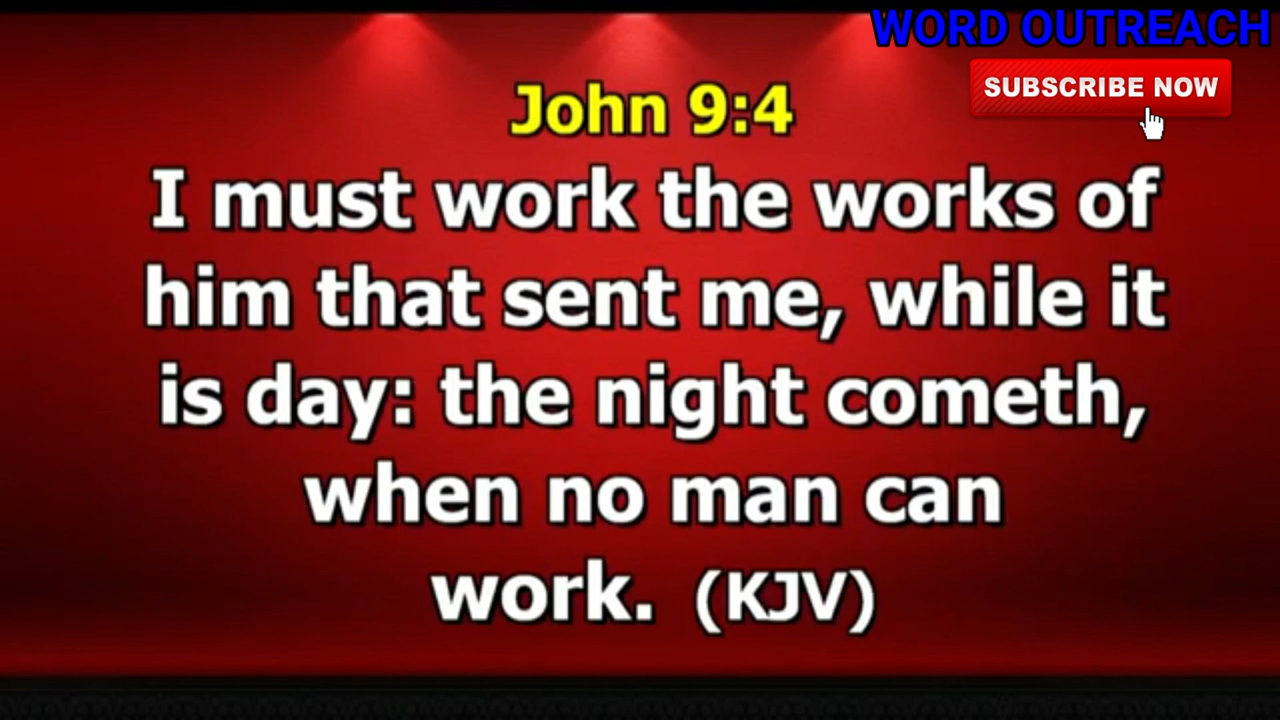 WORD OUTREACH
SUBSCRIBE NOW
John 9:4
I must work the works of
him that sent me, while it
is day: the night cometh,
when no man can
work. (KJV)